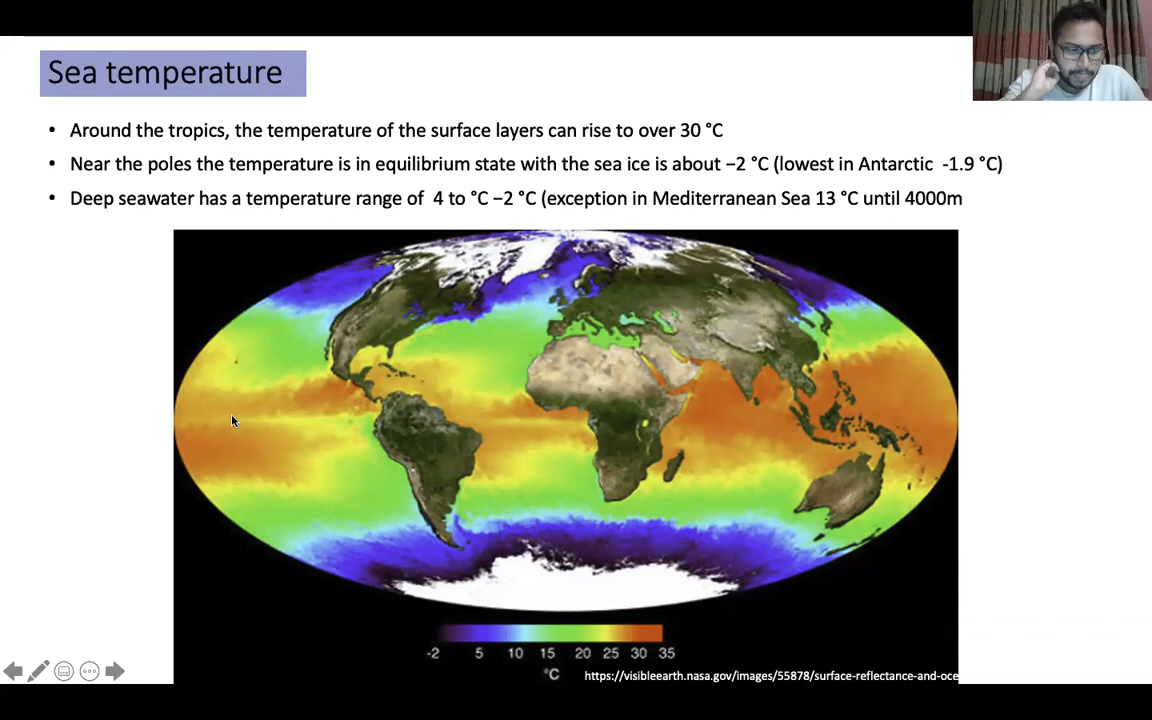 Sea temperature
• Around the tropics, the temperature of the surface layers can rise to over 30 °C
• Near the poles the temperature is in equilibrium state with the sea ice is about −2 °C (lowest in Antarctic -1.9 °C)
• Deep seawater has a temperature range of 4 to °C −2 °C (exception in Mediterranean Sea 13 °C until 4000m
-2 5 10 15 20 25 30 35
°C
https://visibleearth.nasa.gov/images/55878/surface-reflectance-and-oce